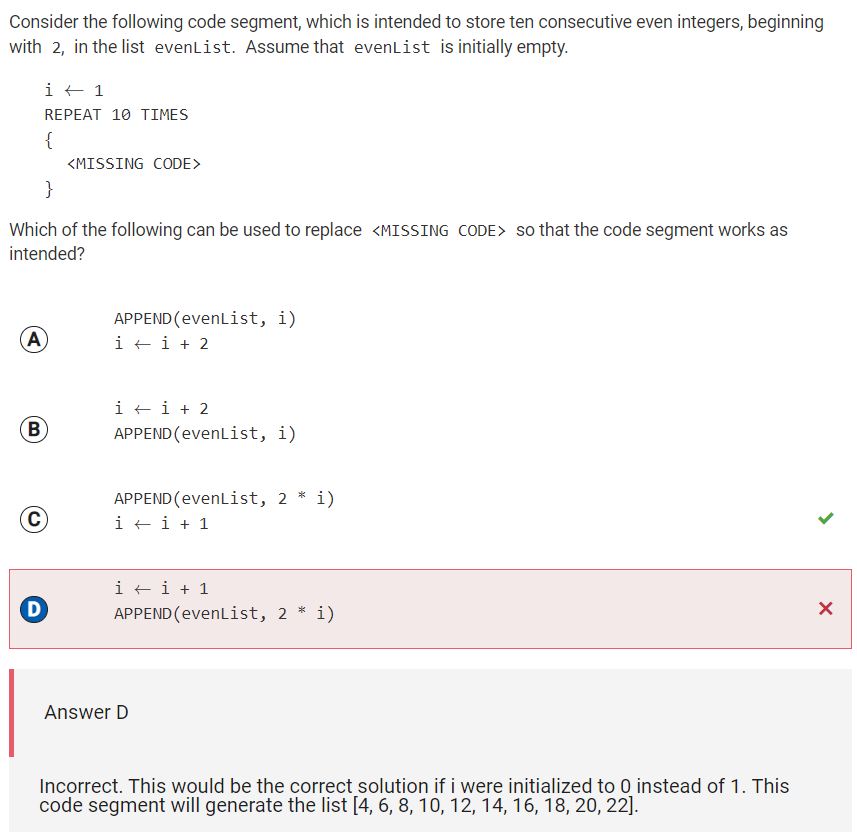 Consider the following code segment, which is intended to store ten consecutive even integers, beginning
with 2, in the list evenList. Assume that evenList is initially empty.
i ← 1
REPEAT 10 TIMES
{
<MISSING CODE>
}
Which of the following can be used to replace <MISSING CODE> so that the code segment works as
intended?
A
APPEND(evenList, i)
i ← i + 2
B
i ← i + 2
APPEND(evenList, i)
C
APPEND(evenList, 2 * i)
i ← i + 1
D
i ← i + 1
APPEND(evenList, 2 * i)
Answer D
Incorrect. This would be the correct solution if i were initialized to 0 instead of 1. This
code segment will generate the list [4, 6, 8, 10, 12, 14, 16, 18, 20, 22].